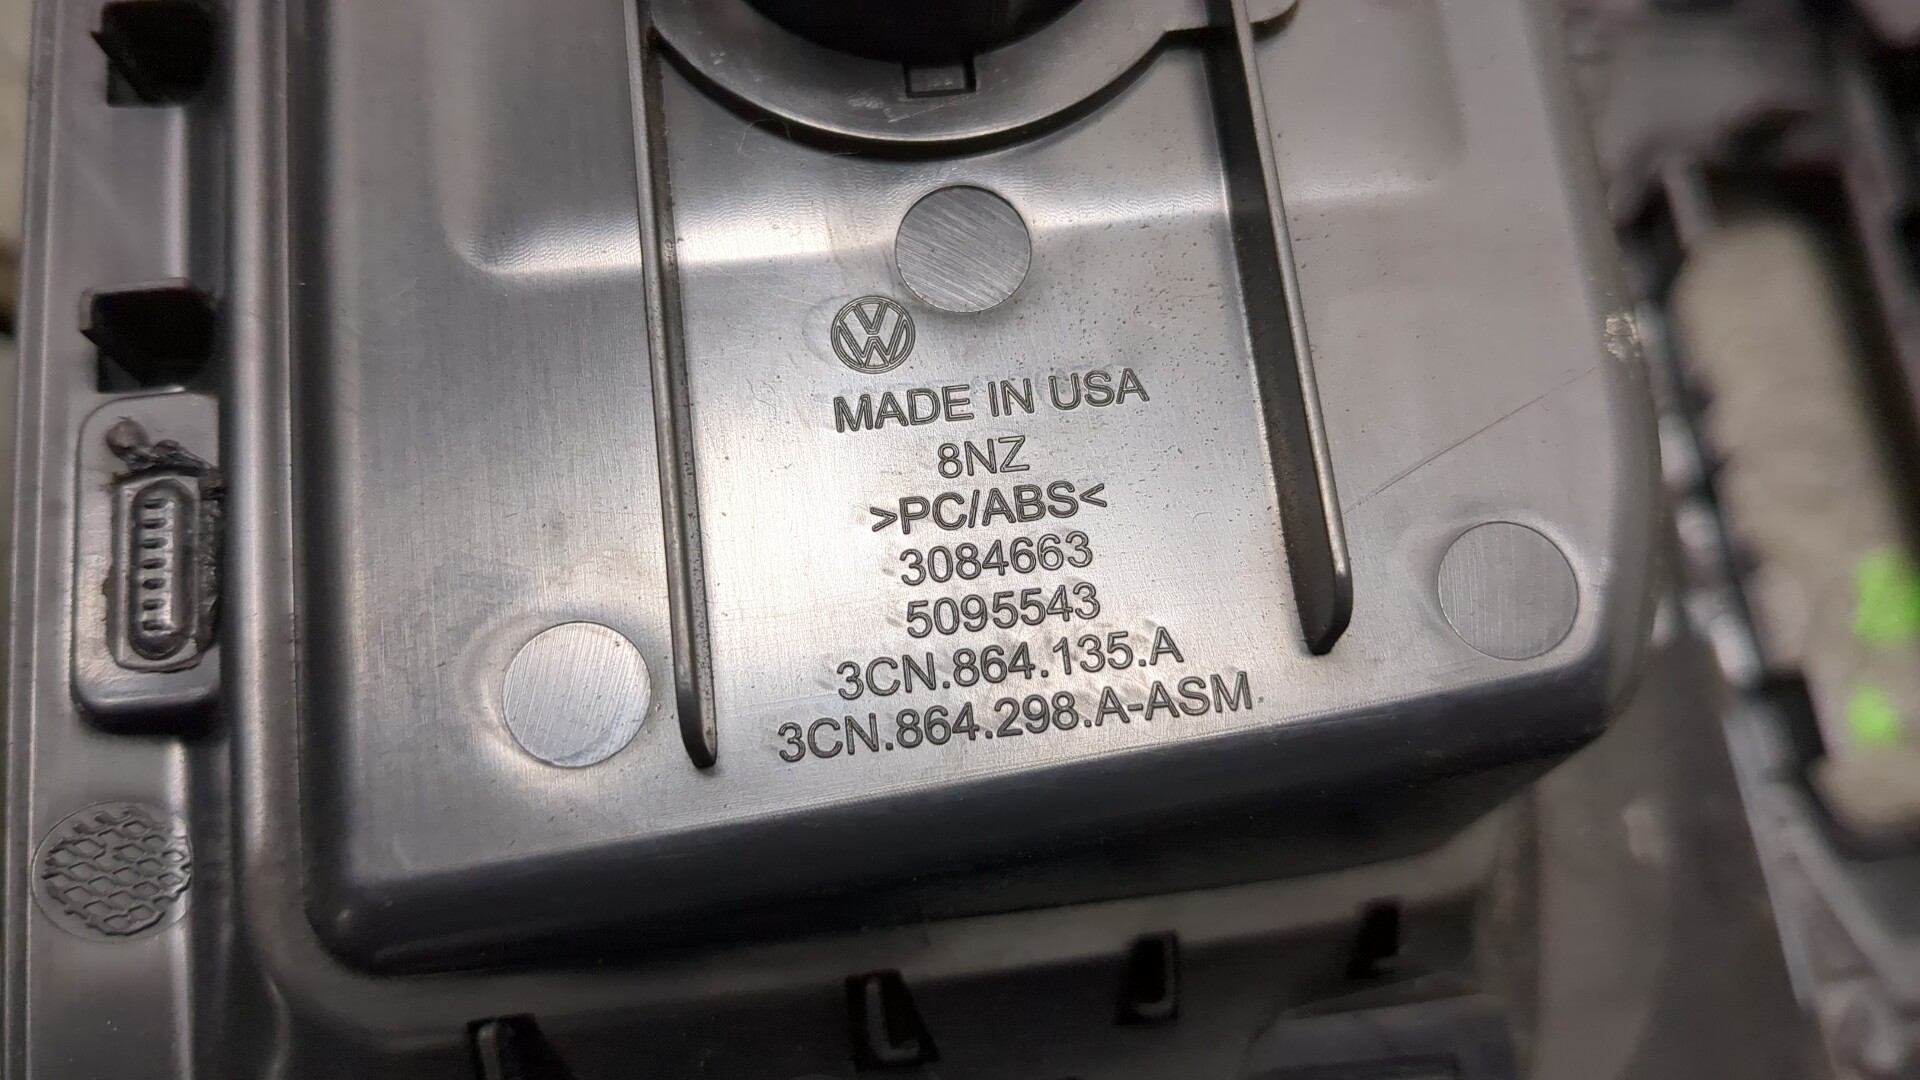 MADE IN USA
8NZ
>PC/ABS<
3084663
5095543
3CN.864.135.A
3CN.864.298.A-ASM